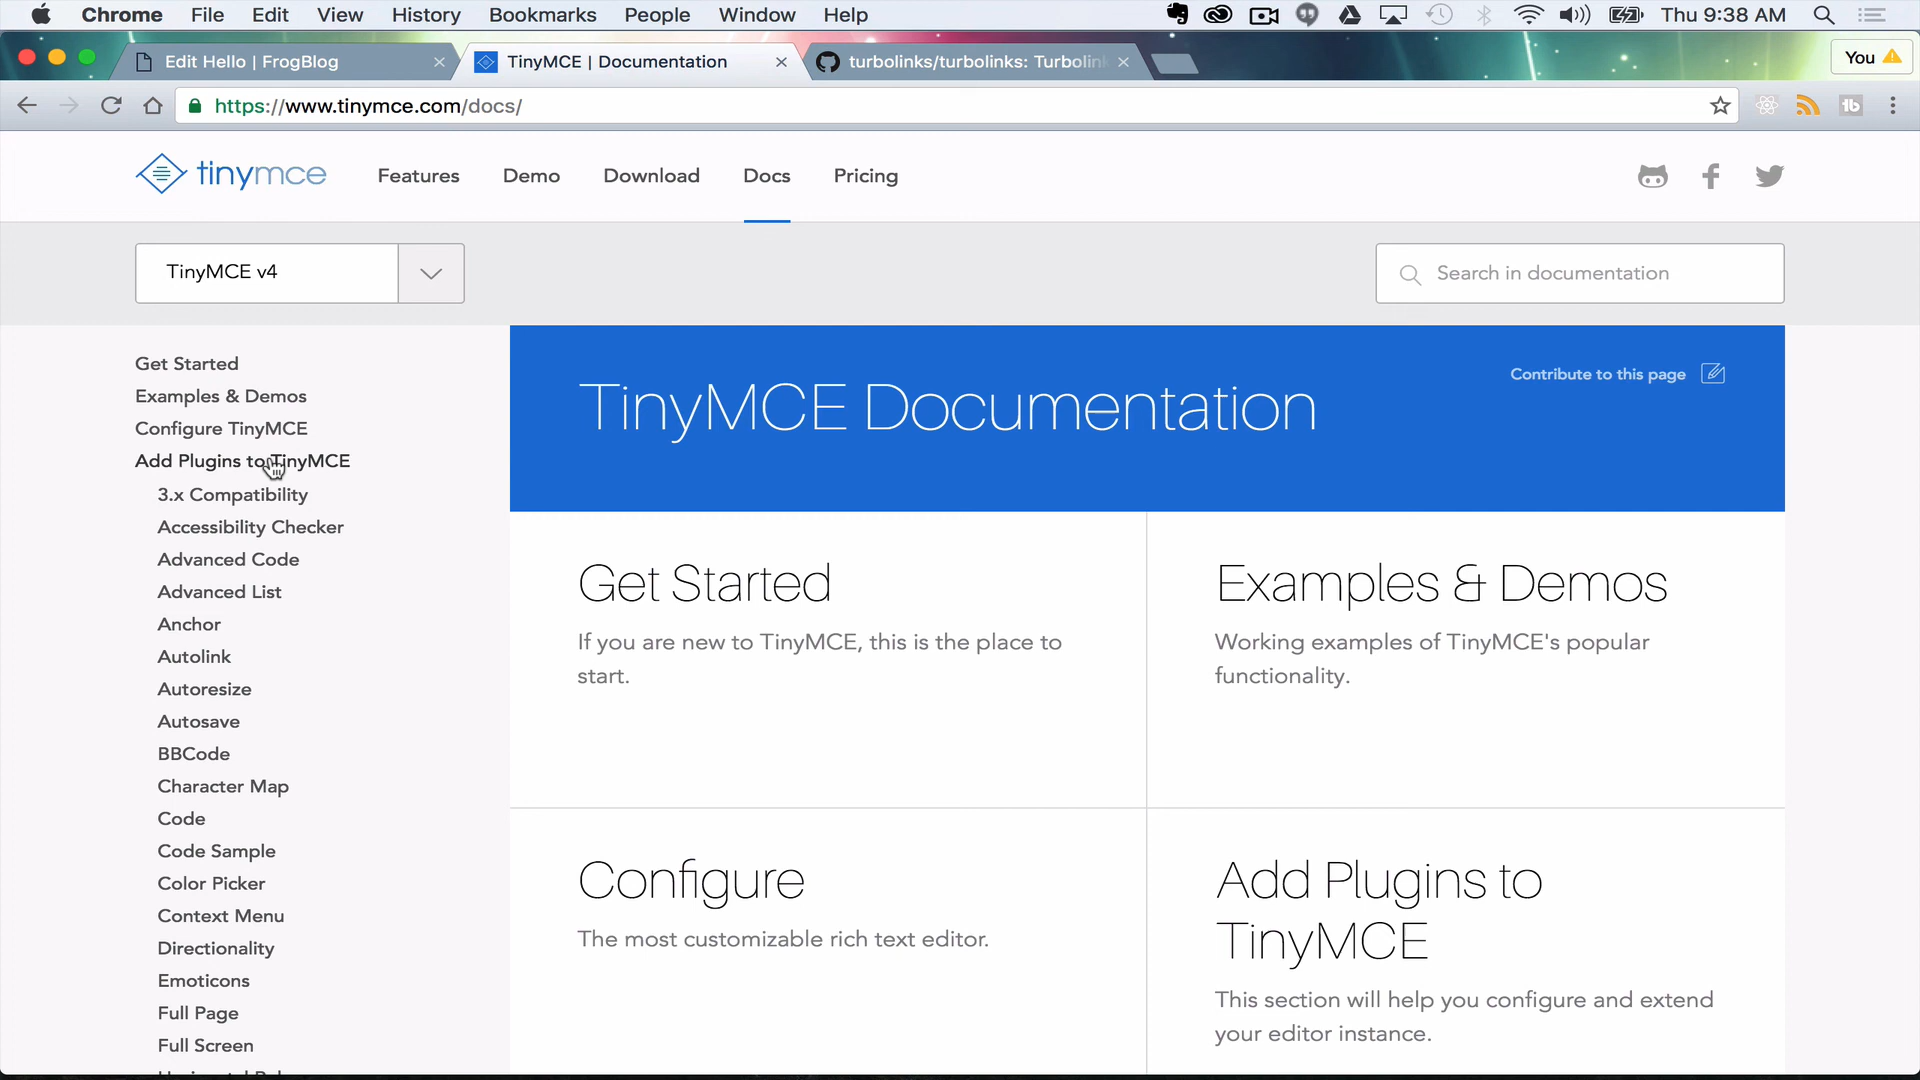 Chrome File Edit View History Bookmarks People Window Help Thu 9:38 AM
Edit Hello | FrogBlog TinyMCE | Documentation turbolinks/turbolinks: Turbolin You
https://www.tinymce.com/docs/
tinymce Features Demo Download Docs Pricing
TinyMCE v4 Search in documentation
Get Started
Examples & Demos
Configure TinyMCE
Add Plugins to TinyMCE
3.x Compatibility
Accessibility Checker
Advanced Code
Advanced List
Anchor
Autolink
Autoresize
Autosave
BBCode
Character Map
Code
Code Sample
Color Picker
Context Menu
Directionality
Emoticons
Full Page
Full Screen
Contribute to this page
TinyMCE Documentation
Get Started
If you are new to TinyMCE, this is the place to
start.
Examples & Demos
Working examples of TinyMCE's popular
functionality.
Configure
The most customizable rich text editor.
Add Plugins to
TinyMCE
This section will help you configure and extend
your editor instance.